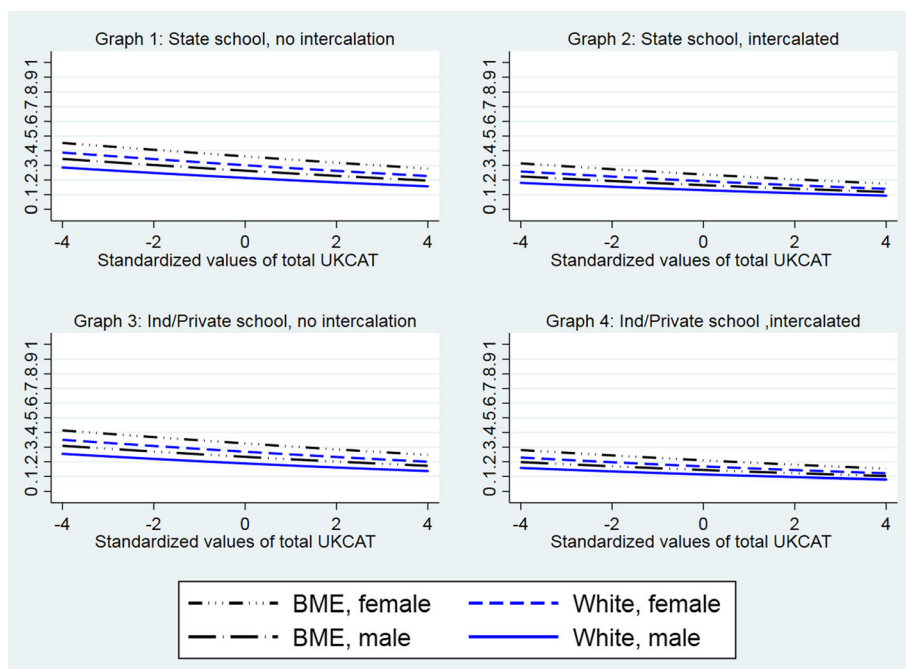 Graph 1: State school, no intercalation
0 .1 .2 .3 .4 .5 .6 .7 .8 .9 1
-4 -2 0 2 4
Standardized values of total UKCAT
Graph 2: State school, intercalated
0 .1 .2 .3 .4 .5 .6 .7 .8 .9 1
-4 -2 0 2 4
Standardized values of total UKCAT
Graph 3: Ind/Private school, no intercalation
0 .1 .2 .3 .4 .5 .6 .7 .8 .9 1
-4 -2 0 2 4
Standardized values of total UKCAT
Graph 4: Ind/Private school ,intercalated
0 .1 .2 .3 .4 .5 .6 .7 .8 .9 1
-4 -2 0 2 4
Standardized values of total UKCAT
BME, female White, female
BME, male White, male